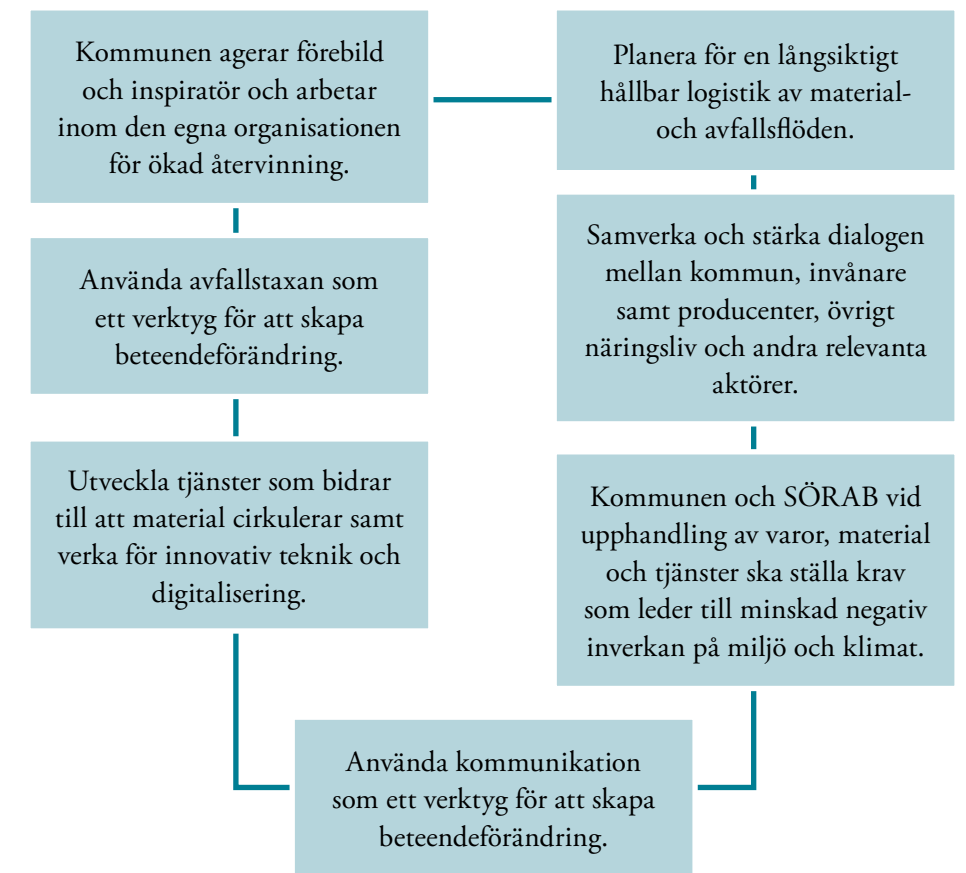 Kommunen agerar förebild
och inspiratör och arbetar
inom den egna organisationen
för ökad återvinning.
Planera för en långsiktigt
hållbar logistik av material-
och avfallsflöden.
Använda avfallstaxan som
ett verktyg för att skapa
beteendeförändring.
Samverka och stärka dialogen
mellan kommun, invånare
samt producenter, övrigt
näringsliv och andra relevanta
aktörer.
Utveckla tjänster som bidrar
till att material cirkulerar samt
verka för innovativ teknik och
digitalisering.
Kommunen och SÖRAB vid
upphandling av varor, material
och tjänster ska ställa krav
som leder till minskad negativ
inverkan på miljö och klimat.
Använda kommunikation
som ett verktyg för att skapa
beteendeförändring.